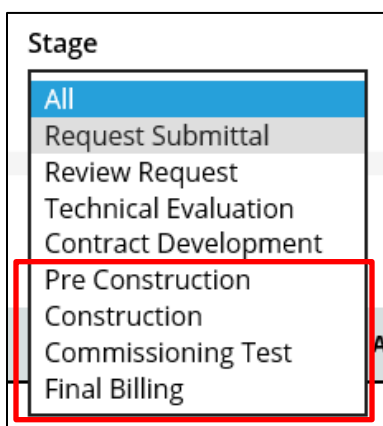 Stage
All
Request Submittal
Review Request
Technical Evaluation
Contract Development
Pre Construction
Construction
Commissioning Test
Final Billing